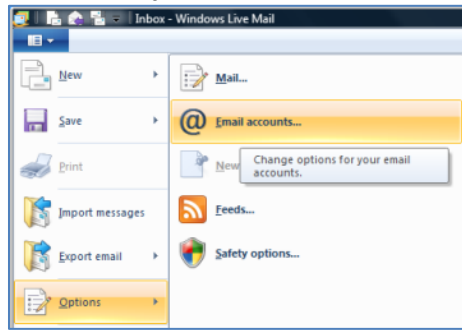 Inbox - Windows Live Mail
New
Mail...
Save
Email accounts...
Print
New
Change options for your email
accounts.
Import messages
Feeds...
Export email
Safety options...
Options